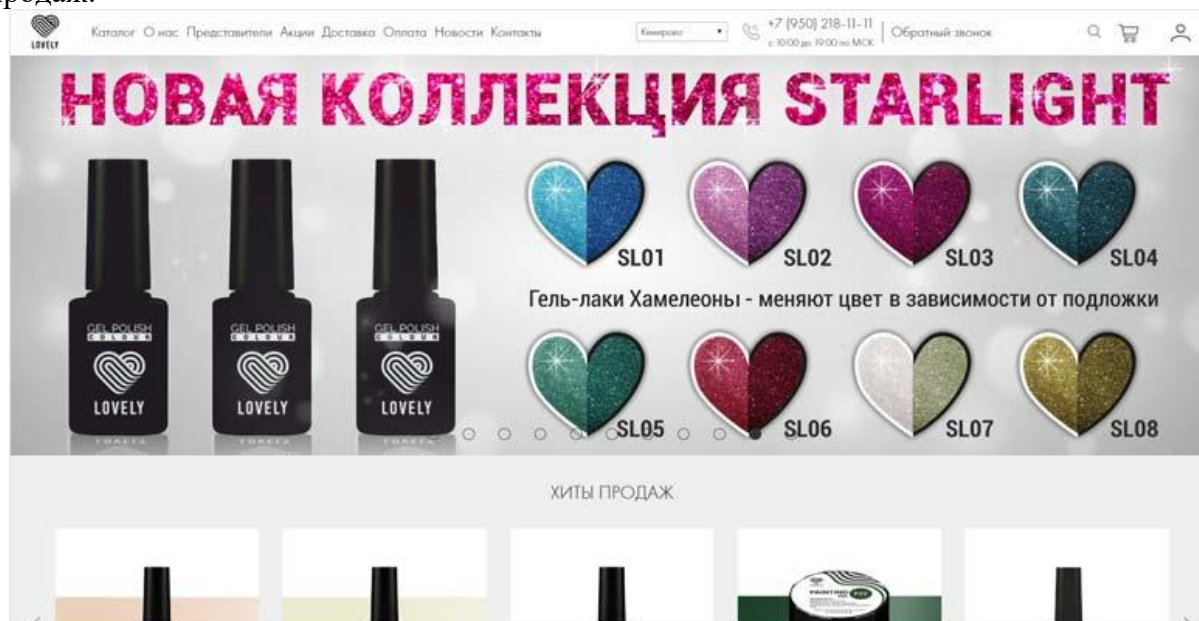 продаж.
LOVELY
Каталог О нас Представители Акции Доставка Оплата Новости Контакты
Кемерово
+7 (950) 218-11-11
с 10:00 до 19:00 по МСК
Обратный звонок
НОВАЯ КОЛЛЕКЦИЯ STARLIGHT
SL01 SL02 SL03 SL04
Гель-лаки Хамелеоны - меняют цвет в зависимости от подложки
GEL POLISH GEL POLISH GEL POLISH
COLOUR COLOUR COLOUR
LOVELY LOVELY LOVELY
SL05 SL06 SL07 SL08
ХИТЫ ПРОДАЖ
PAINTING